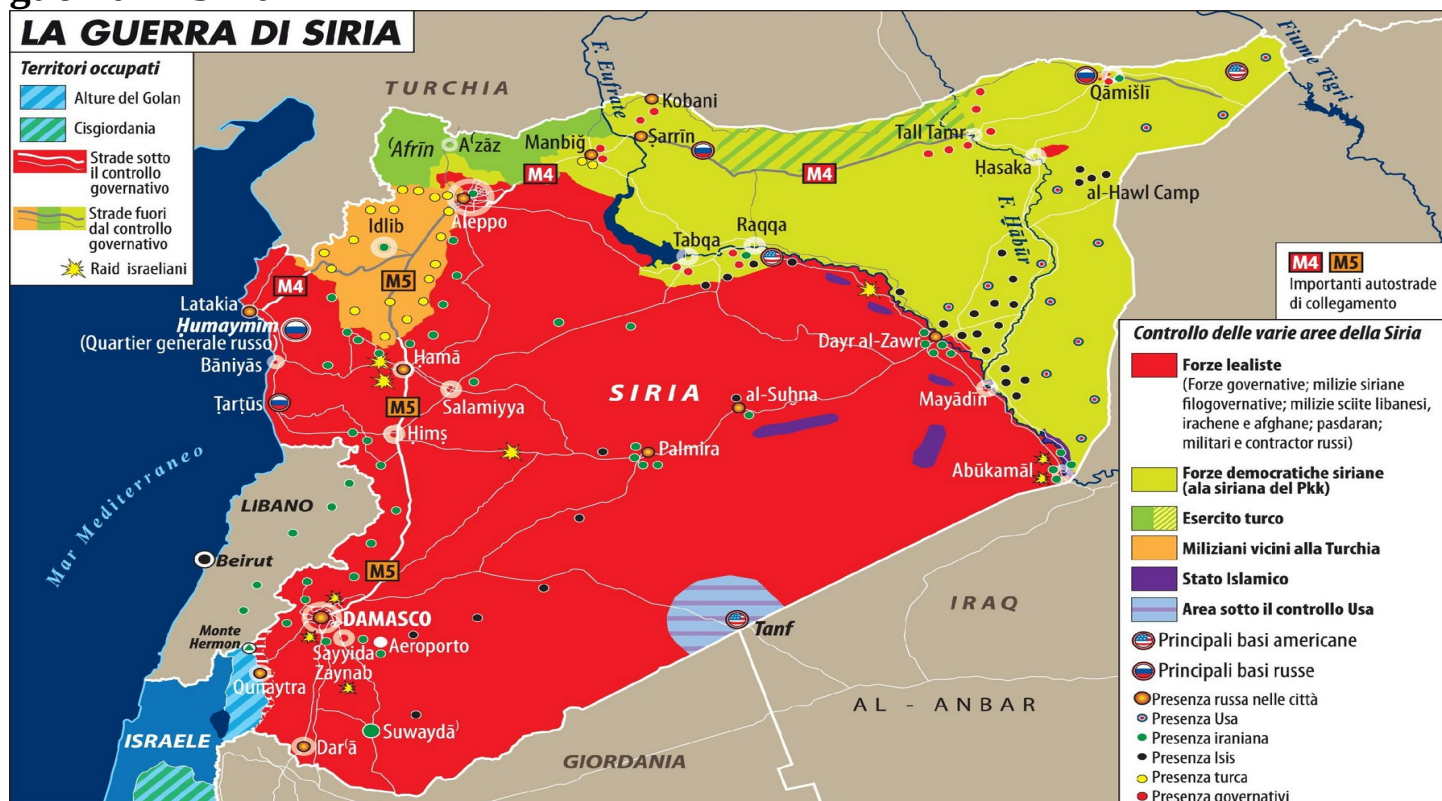 LA GUERRA DI SIRIA
Territori occupati
Alture del Golan
Cisgiordania
Strade sotto
il controllo
governativo
Strade fuori
dal controllo
governativo
Raid israeliani
TURCHIA
F. Eufrate
Fiume Tigri
Kobani
Qāmišlī
ʿAfrīn
Aʿzāz
Manbiğ
Ṣarrīn
Tall Tamr
M4
M4
Ḥasaka
al-Hawl Camp
F. Ḫābūr
Aleppo
Idlib
Tabqa
Raqqa
M5
M4
Latakia
Humaymim
(Quartier generale russo)
Bāniyās
Ḥamā
Dayr al-Zawr
SIRIA
al-Suḫna
Ṭarṭūs
M5
Salamiyya
Mayādīn
Ḥimṣ
Palmira
Abūkamāl
Mar Mediterraneo
LIBANO
Beirut
M5
DAMASCO
IRAQ
Tanf
Monte
Hermon
Sayyida
Zaynab
Aeroporto
Qunaytra
AL - ANBAR
Suwaydāʾ
ISRAELE
Darʿā
GIORDANIA
M4 M5
Importanti autostrade
di collegamento
Controllo delle varie aree della Siria
Forze lealiste
(Forze governative; milizie siriane
filogovernative; milizie sciite libanesi,
irachene e afghane; pasdaran;
militari e contractor russi)
Forze democratiche siriane
(ala siriana del Pkk)
Esercito turco
Miliziani vicini alla Turchia
Stato Islamico
Area sotto il controllo Usa
Principali basi americane
Principali basi russe
Presenza russa nelle città
Presenza Usa
Presenza iraniana
Presenza Isis
Presenza turca
Presenza governativi